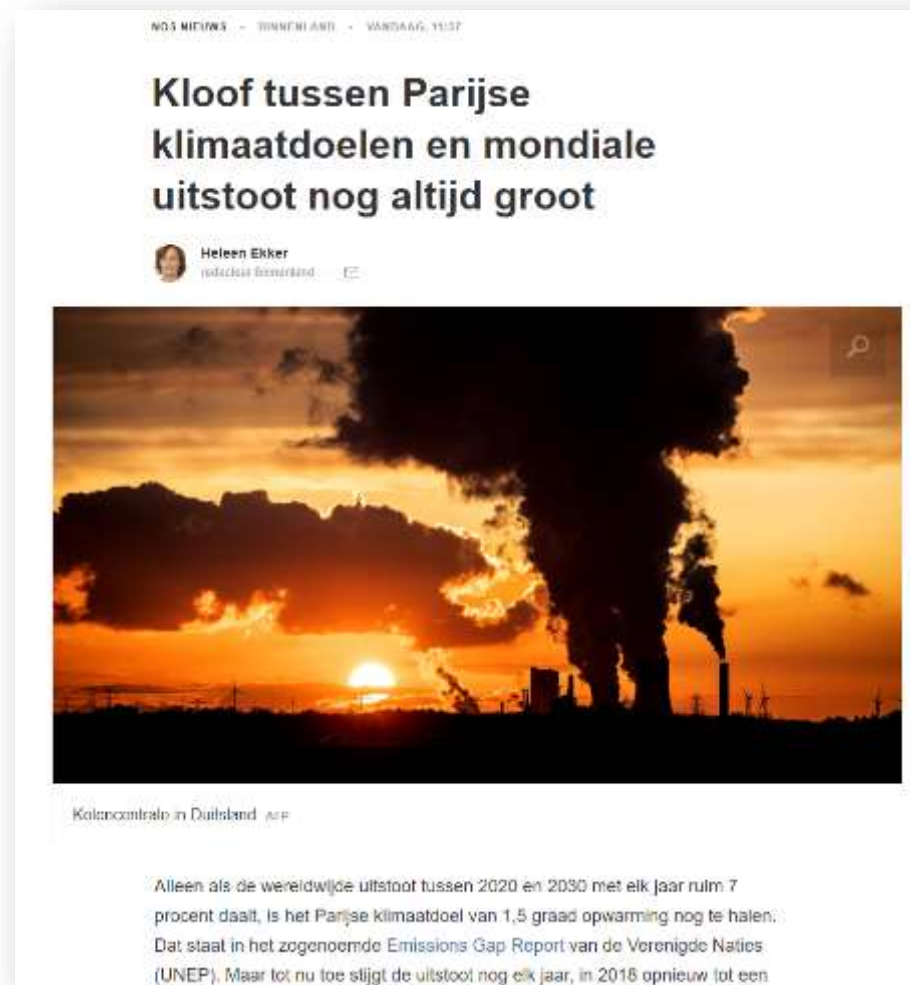 NOS NIEUWS - BINNENLAND - VANDAAG, 11:57
Kloof tussen Parijse
klimaatdoelen en mondiale
uitstoot nog altijd groot
Heleen Ekker
redacteur Binnenland
Kolencentrale in Duitsland AFP
Alleen als de wereldwijde uitstoot tussen 2020 en 2030 met elk jaar ruim 7
procent daalt, is het Parijse klimaatdoel van 1,5 graad opwarming nog te halen.
Dat staat in het zogenoemde Emissions Gap Report van de Verenigde Naties
(UNEP). Maar tot nu toe stijgt de uitstoot nog elk jaar, in 2018 opnieuw tot een